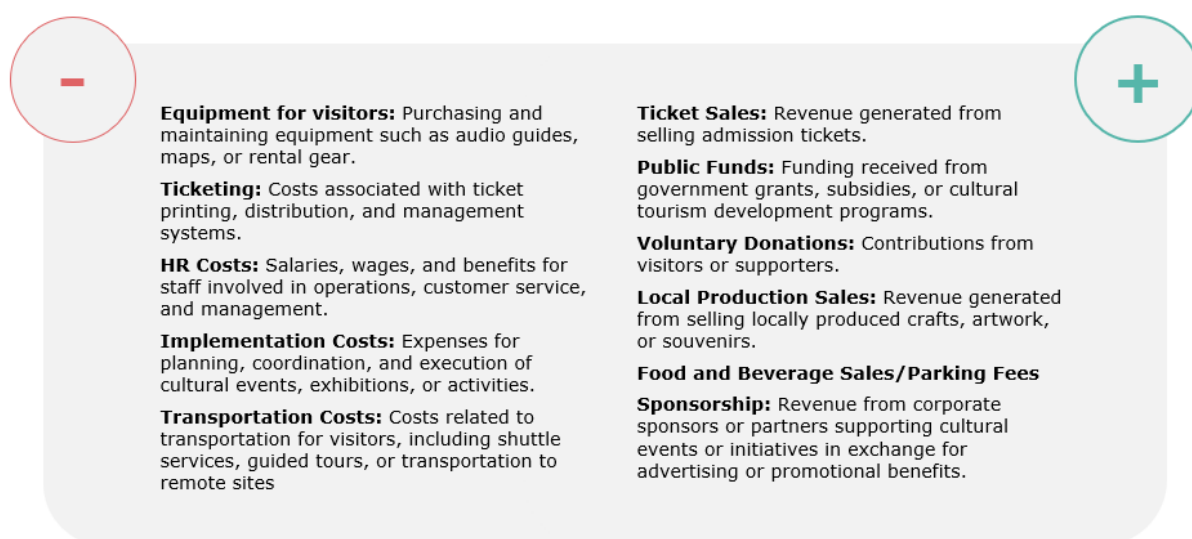 -
Equipment for visitors: Purchasing and
maintaining equipment such as audio guides,
maps, or rental gear.
Ticketing: Costs associated with ticket
printing, distribution, and management
systems.
HR Costs: Salaries, wages, and benefits for
staff involved in operations, customer service,
and management.
Implementation Costs: Expenses for
planning, coordination, and execution of
cultural events, exhibitions, or activities.
Transportation Costs: Costs related to
transportation for visitors, including shuttle
services, guided tours, or transportation to
remote sites
+
Ticket Sales: Revenue generated from
selling admission tickets.
Public Funds: Funding received from
government grants, subsidies, or cultural
tourism development programs.
Voluntary Donations: Contributions from
visitors or supporters.
Local Production Sales: Revenue generated
from selling locally produced crafts, artwork,
or souvenirs.
Food and Beverage Sales/Parking Fees
Sponsorship: Revenue from corporate
sponsors or partners supporting cultural
events or initiatives in exchange for
advertising or promotional benefits.